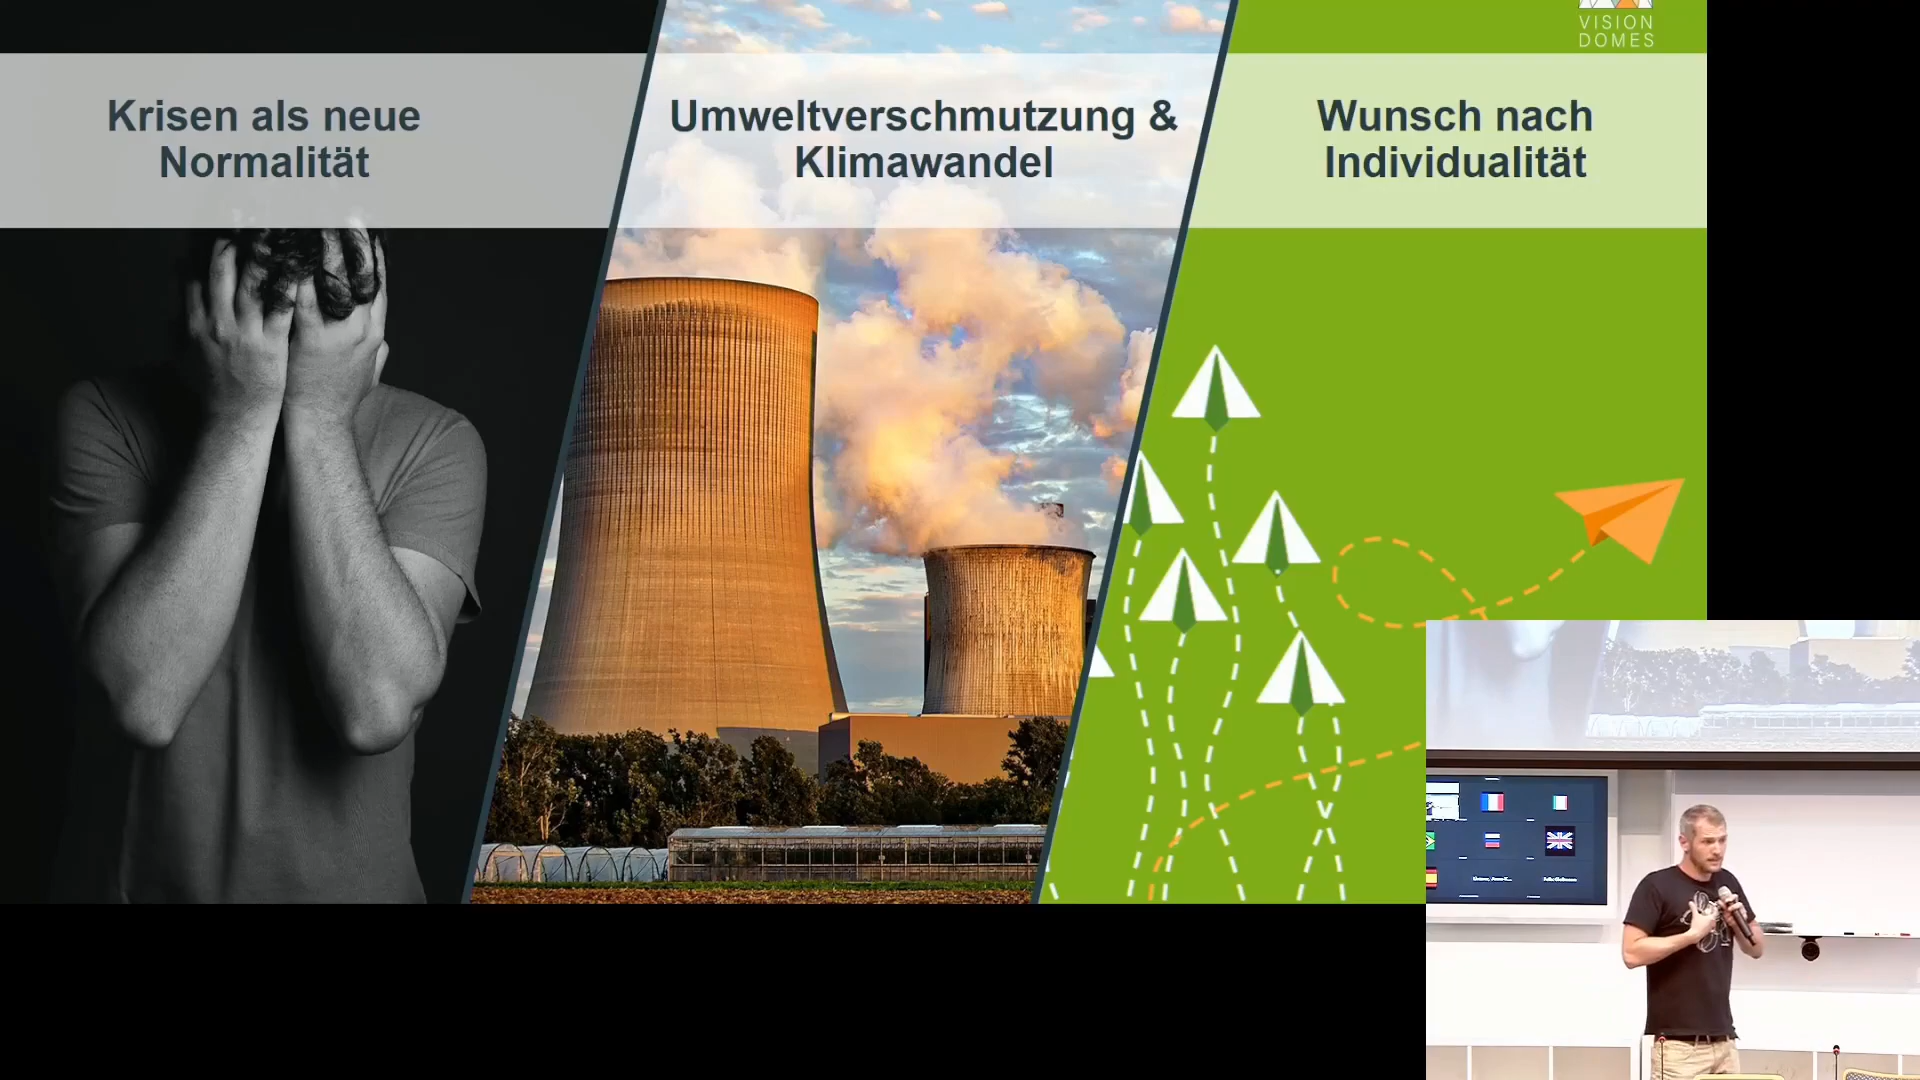 VISION
DOMES
Krisen als neue
Normalität
Umweltverschmutzung &
Klimawandel
Wunsch nach
Individualität